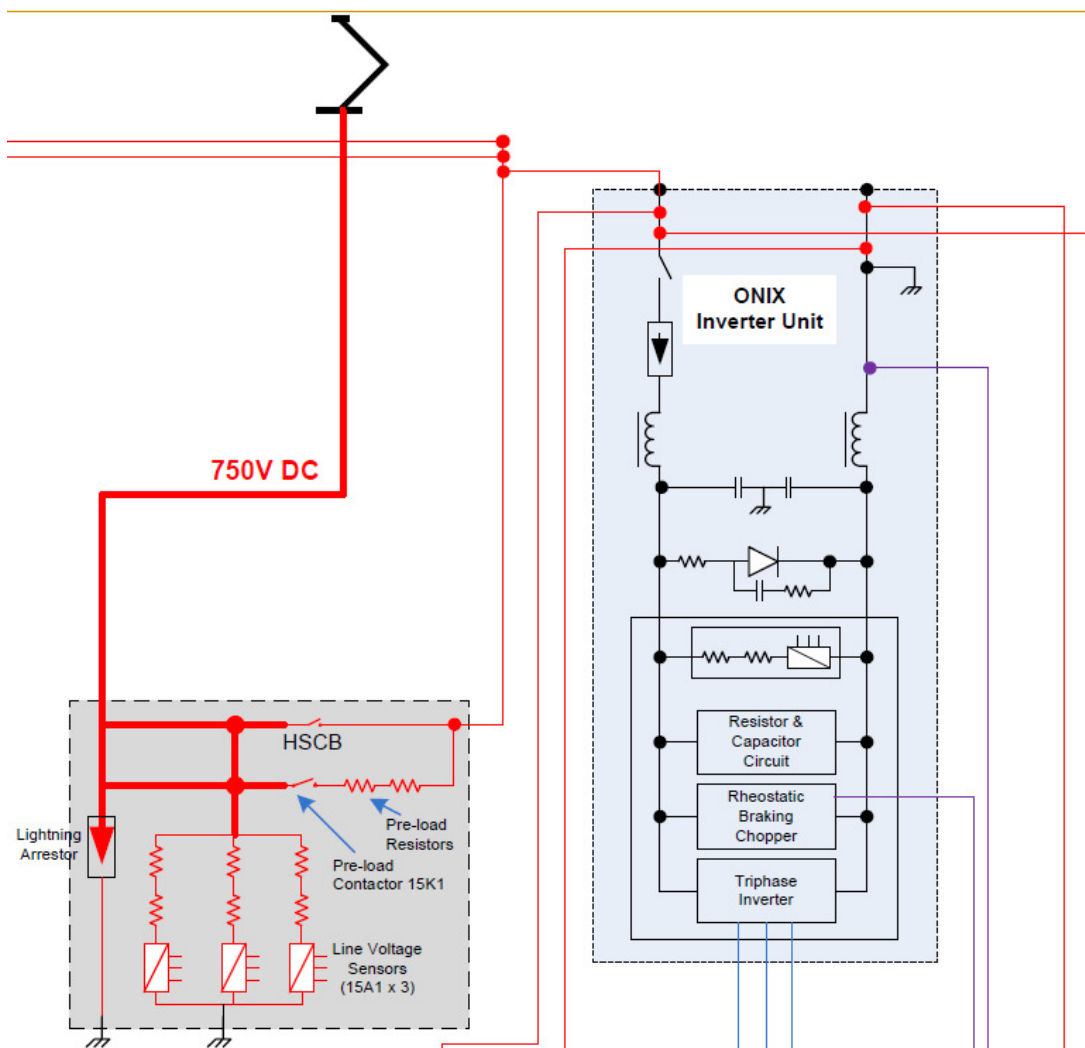 ONIX
Inverter Unit
750V DC
HSCB
Pre-load
Resistors
Lightning
Arrestor
Pre-load
Contactor 15K1
Line Voltage
Sensors
(15A1 x 3)
Resistor &
Capacitor
Circuit
Rheostatic
Braking
Chopper
Triphase
Inverter